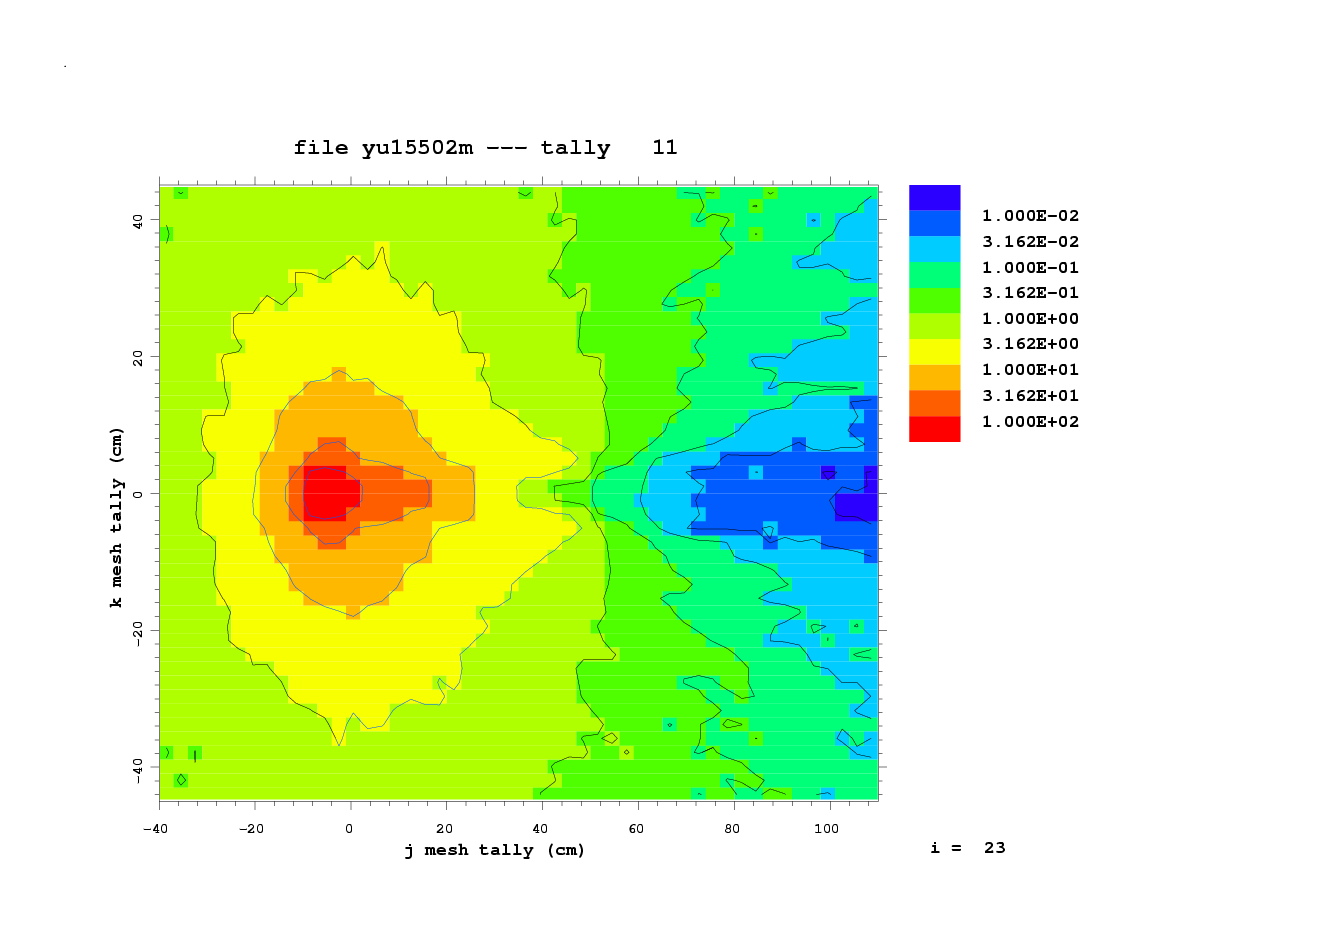 file yu15502m --- tally 11
1.000E-02
3.162E-02
1.000E-01
3.162E-01
1.000E+00
3.162E+00
1.000E+01
3.162E+01
1.000E+02
40
20
0
-20
-40
k mesh tally (cm)
-40 -20 0 20 40 60 80 100
j mesh tally (cm)
i = 23